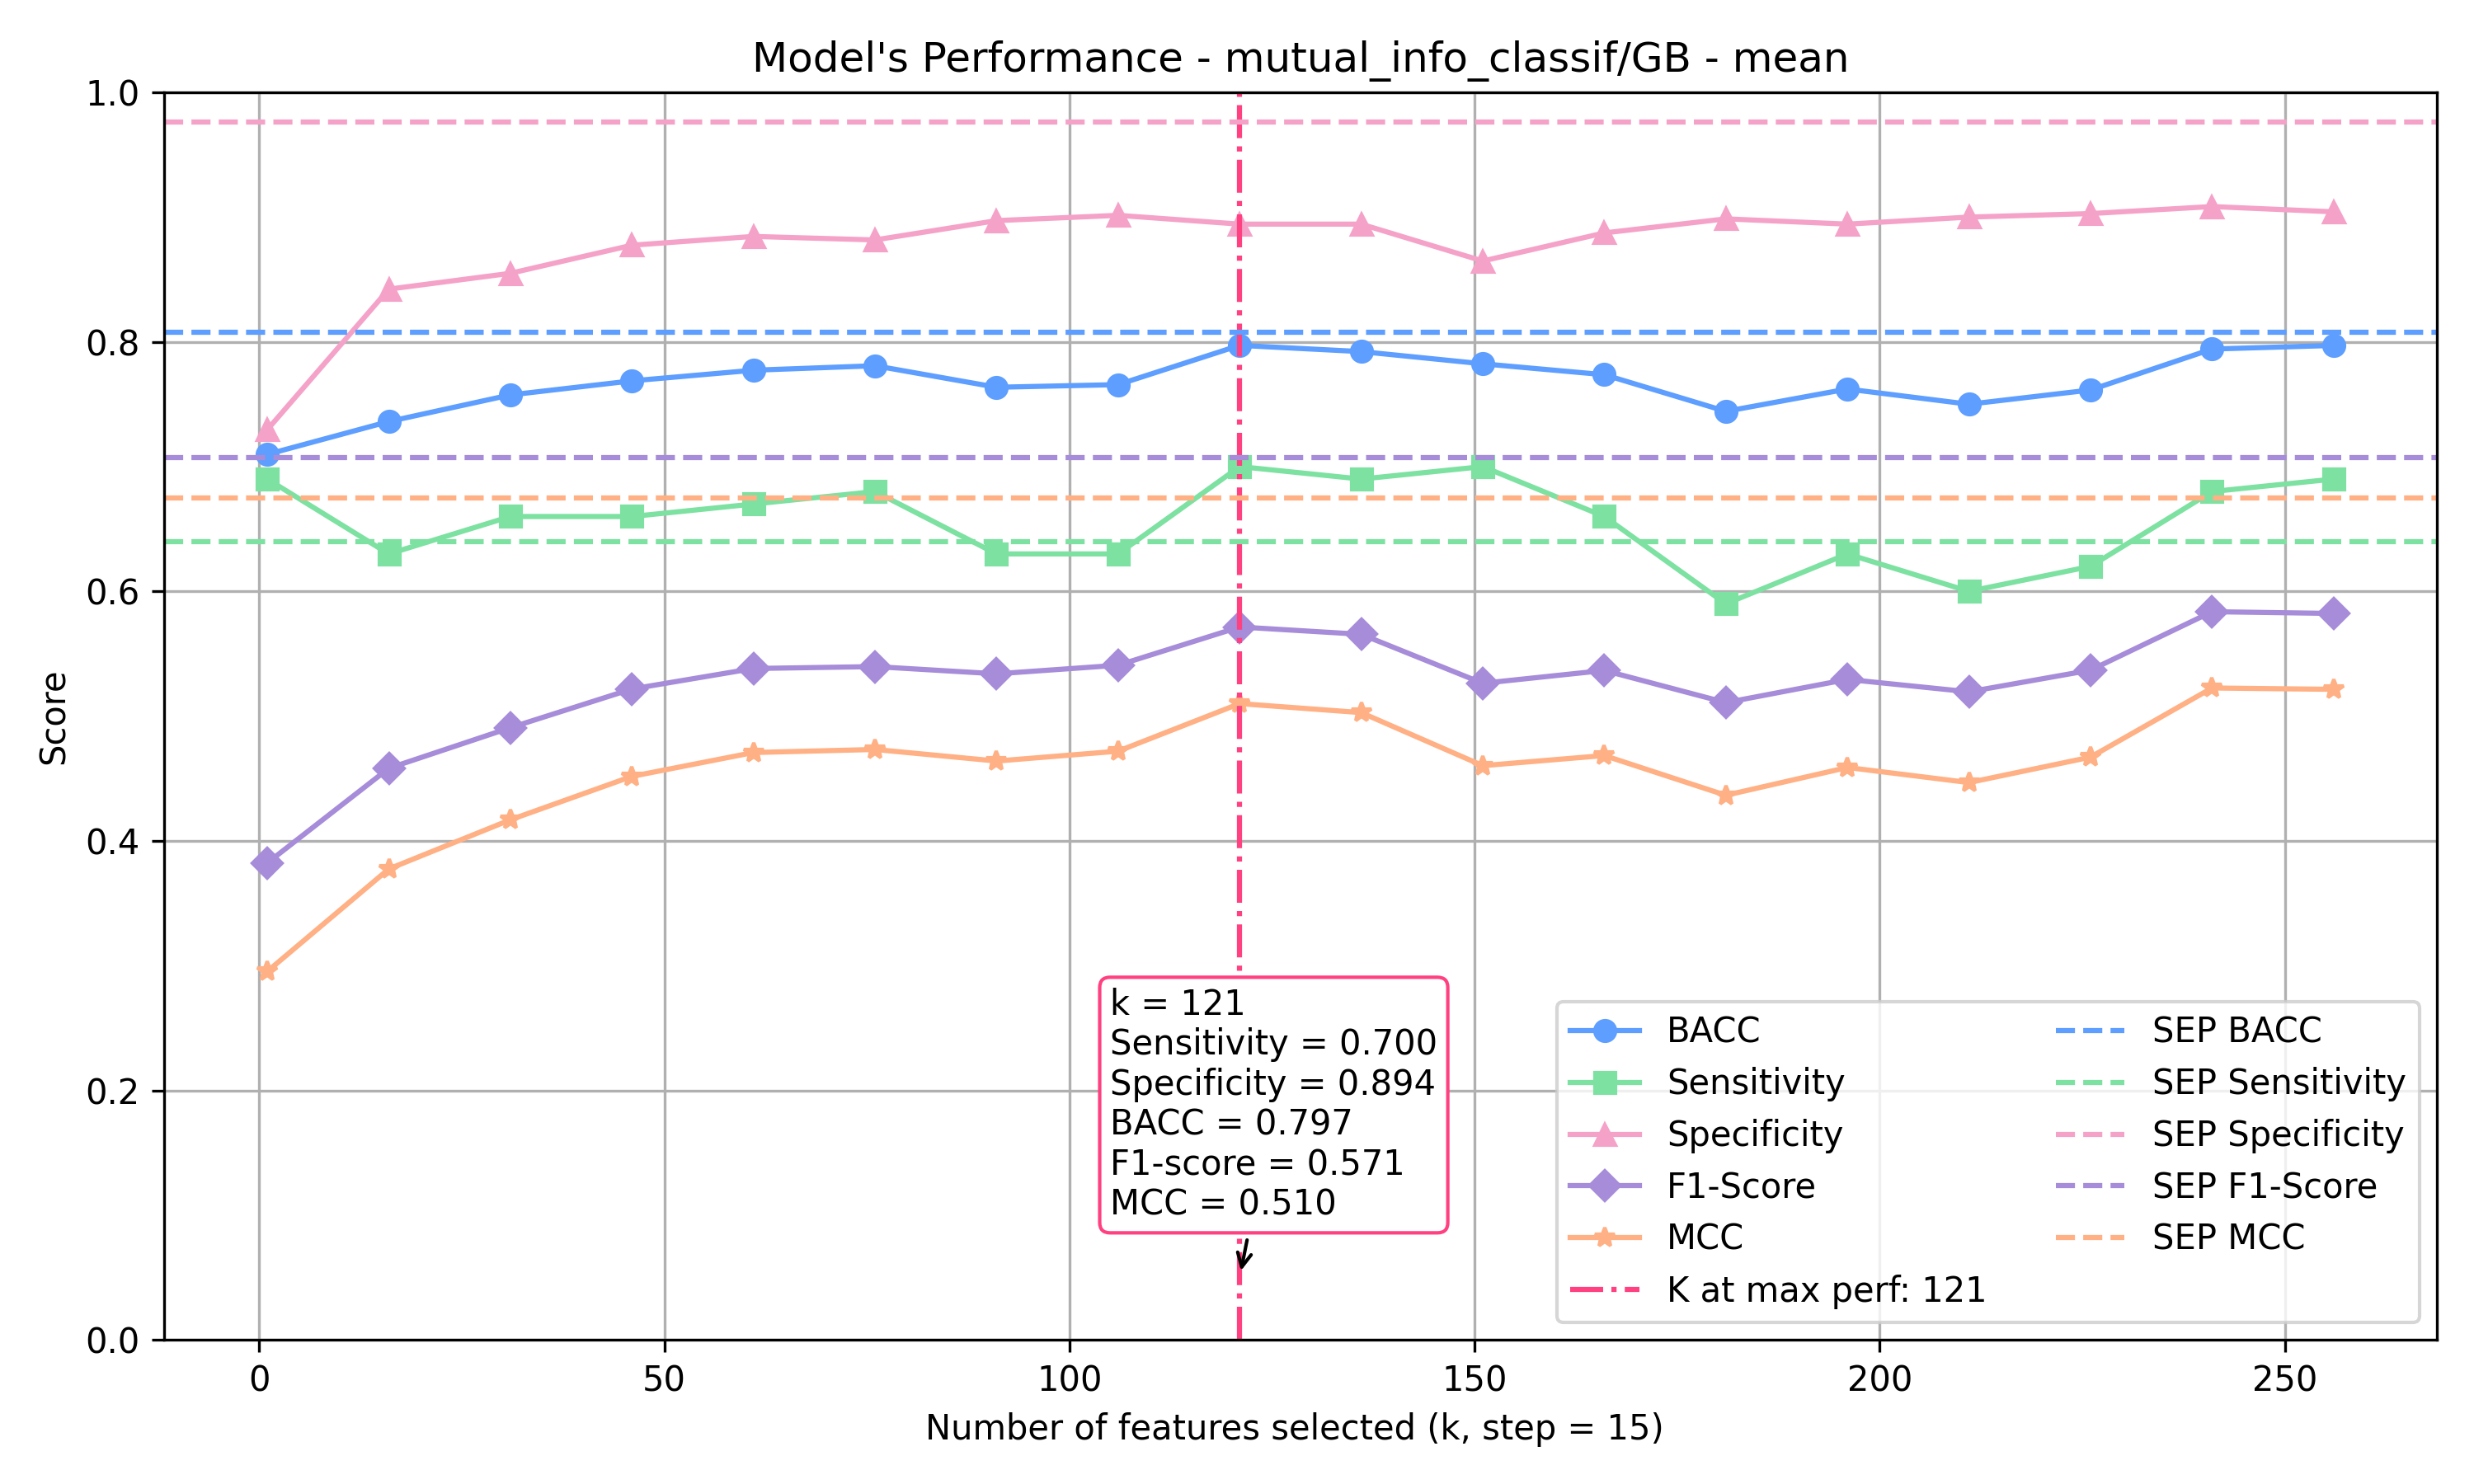 Model's Performance - mutual_info_classif/GB - mean
1.0
0.8
0.6
0.4
0.2
0.0
Score
k = 121
Sensitivity = 0.700
Specificity = 0.894
BACC = 0.797
F1-score = 0.571
MCC = 0.510
BACC
Sensitivity
Specificity
F1-Score
MCC
K at max perf: 121
SEP BACC
SEP Sensitivity
SEP Specificity
SEP F1-Score
SEP MCC
0 50 100 150 200 250
Number of features selected (k, step = 15)